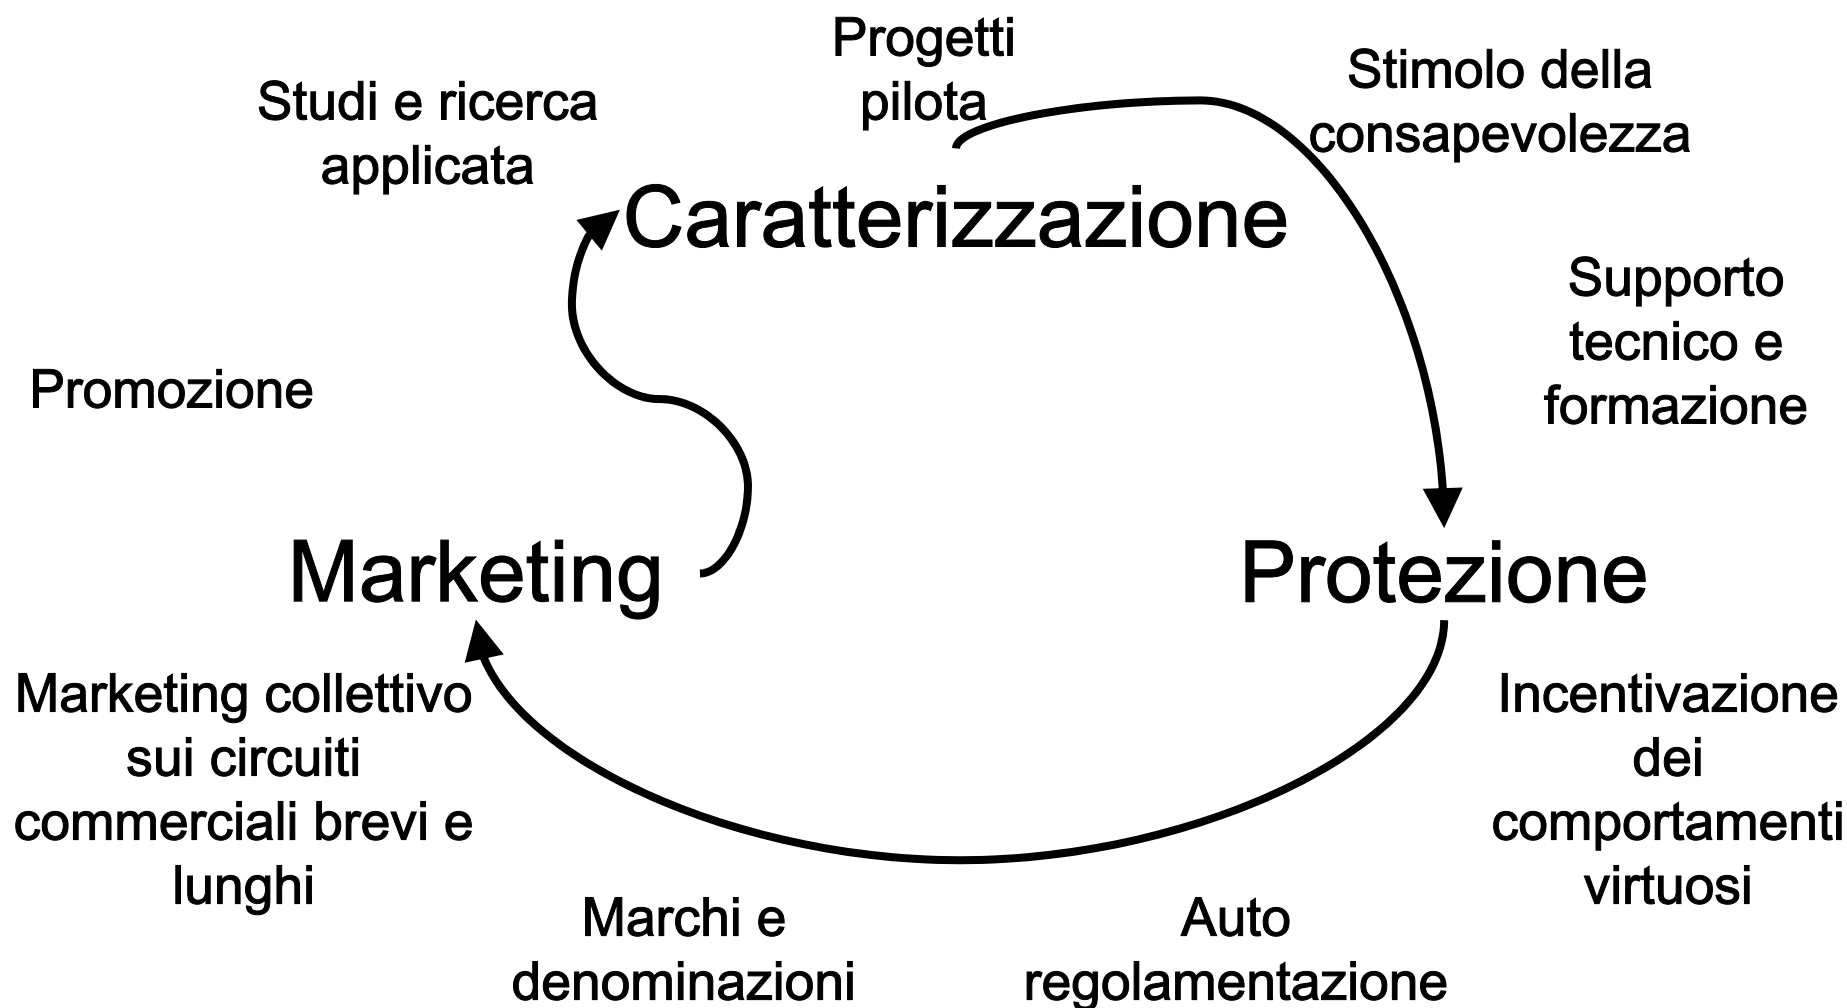 Progetti
pilota
Stimolo della
consapevolezza
Studi e ricerca
applicata
Caratterizzazione
Supporto
tecnico e
formazione
Promozione
Marketing
Protezione
Marketing collettivo
sui circuiti
commerciali brevi e
lunghi
Incentivazione
dei
comportamenti
virtuosi
Marchi e
denominazioni
Auto
regolamentazione